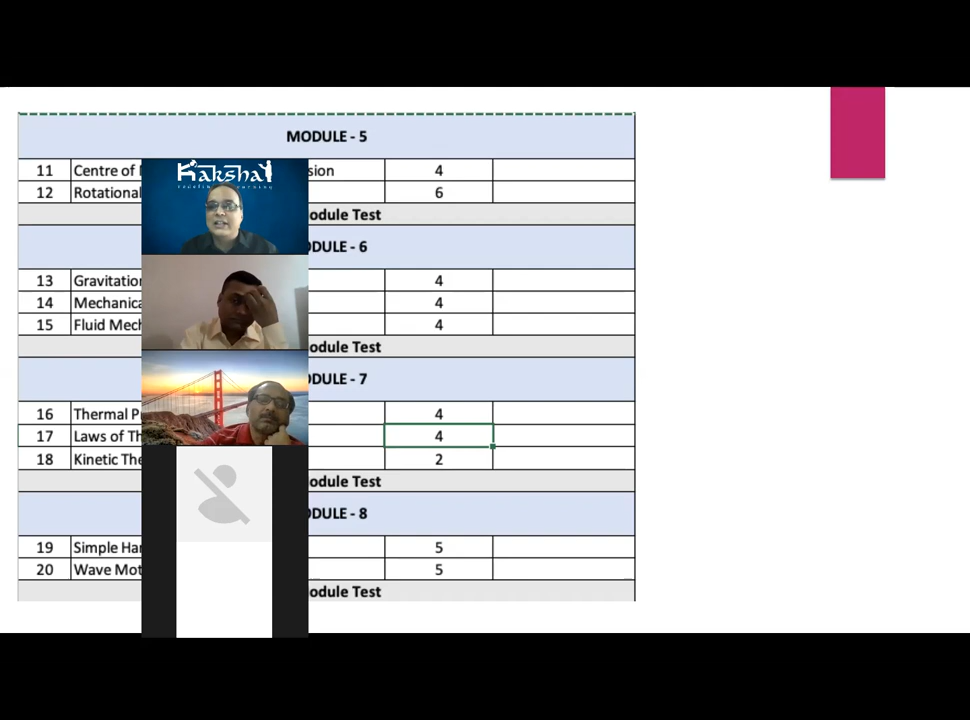 MODULE - 5
11 Centre of sion 4
12 Rotational 6
odule Test
DULE - 6
13 Gravitation 4
14 Mechanica 4
15 Fluid Mech 4
odule Test
DULE - 7
16 Thermal P 4
17 Laws of Th 4
18 Kinetic The 2
odule Test
DULE - 8
19 Simple Har 5
20 Wave Mot 5
odule Test
Kaksha